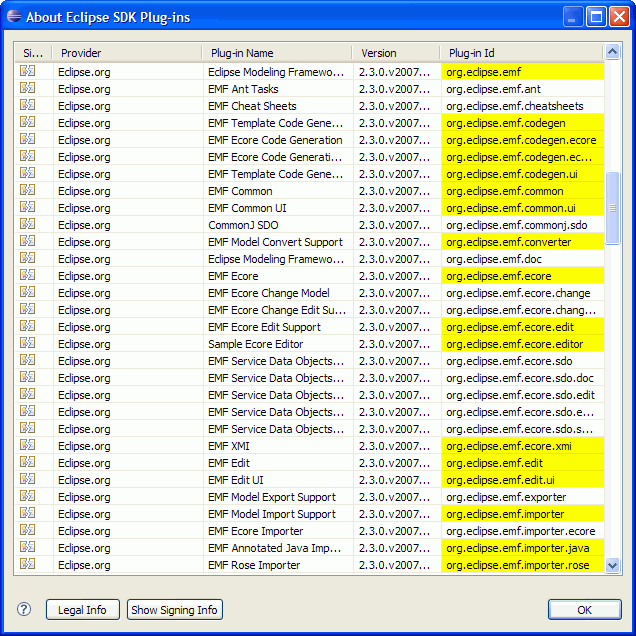 About Eclipse SDK Plug-ins
Si... Provider Plug-in Name Version Plug-in Id
Eclipse.org Eclipse Modeling Framewo... 2.3.0.v2007... org.eclipse.emf
Eclipse.org EMF Ant Tasks 2.3.0.v2007... org.eclipse.emf.ant
Eclipse.org EMF Cheat Sheets 2.3.0.v2007... org.eclipse.emf.cheatsheets
Eclipse.org EMF Template Code Gene... 2.3.0.v2007... org.eclipse.emf.codegen
Eclipse.org EMF Ecore Code Generation 2.3.0.v2007... org.eclipse.emf.codegen.ecore
Eclipse.org EMF Ecore Code Generati... 2.3.0.v2007... org.eclipse.emf.codegen.ec...
Eclipse.org EMF Template Code Gene... 2.3.0.v2007... org.eclipse.emf.codegen.ui
Eclipse.org EMF Common 2.3.0.v2007... org.eclipse.emf.common
Eclipse.org EMF Common UI 2.3.0.v2007... org.eclipse.emf.common.ui
Eclipse.org CommonJ SDO 2.3.0.v2007... org.eclipse.emf.commonj.sdo
Eclipse.org EMF Model Convert Support 2.3.0.v2007... org.eclipse.emf.converter
Eclipse.org Eclipse Modeling Framewo... 2.3.0.v2007... org.eclipse.emf.doc
Eclipse.org EMF Ecore 2.3.0.v2007... org.eclipse.emf.ecore
Eclipse.org EMF Ecore Change Model 2.3.0.v2007... org.eclipse.emf.ecore.change
Eclipse.org EMF Ecore Change Edit Su... 2.3.0.v2007... org.eclipse.emf.ecore.chang...
Eclipse.org EMF Ecore Edit Support 2.3.0.v2007... org.eclipse.emf.ecore.edit
Eclipse.org Sample Ecore Editor 2.3.0.v2007... org.eclipse.emf.ecore.editor
Eclipse.org EMF Service Data Objects... 2.3.0.v2007... org.eclipse.emf.ecore.sdo
Eclipse.org EMF Service Data Objects... 2.3.0.v2007... org.eclipse.emf.ecore.sdo.doc
Eclipse.org EMF Service Data Objects... 2.3.0.v2007... org.eclipse.emf.ecore.sdo.edit
Eclipse.org EMF Service Data Objects... 2.3.0.v2007... org.eclipse.emf.ecore.sdo.e...
Eclipse.org EMF Service Data Objects... 2.3.0.v2007... org.eclipse.emf.ecore.sdo.s...
Eclipse.org EMF XMI 2.3.0.v2007... org.eclipse.emf.ecore.xmi
Eclipse.org EMF Edit 2.3.0.v2007... org.eclipse.emf.edit
Eclipse.org EMF Edit UI 2.3.0.v2007... org.eclipse.emf.edit.ui
Eclipse.org EMF Model Export Support 2.3.0.v2007... org.eclipse.emf.exporter
Eclipse.org EMF Model Import Support 2.3.0.v2007... org.eclipse.emf.importer
Eclipse.org EMF Ecore Importer 2.3.0.v2007... org.eclipse.emf.importer.ecore
Eclipse.org EMF Annotated Java Imp... 2.3.0.v2007... org.eclipse.emf.importer.java
Eclipse.org EMF Rose Importer 2.3.0.v2007... org.eclipse.emf.importer.rose
? Legal Info Show Signing Info OK